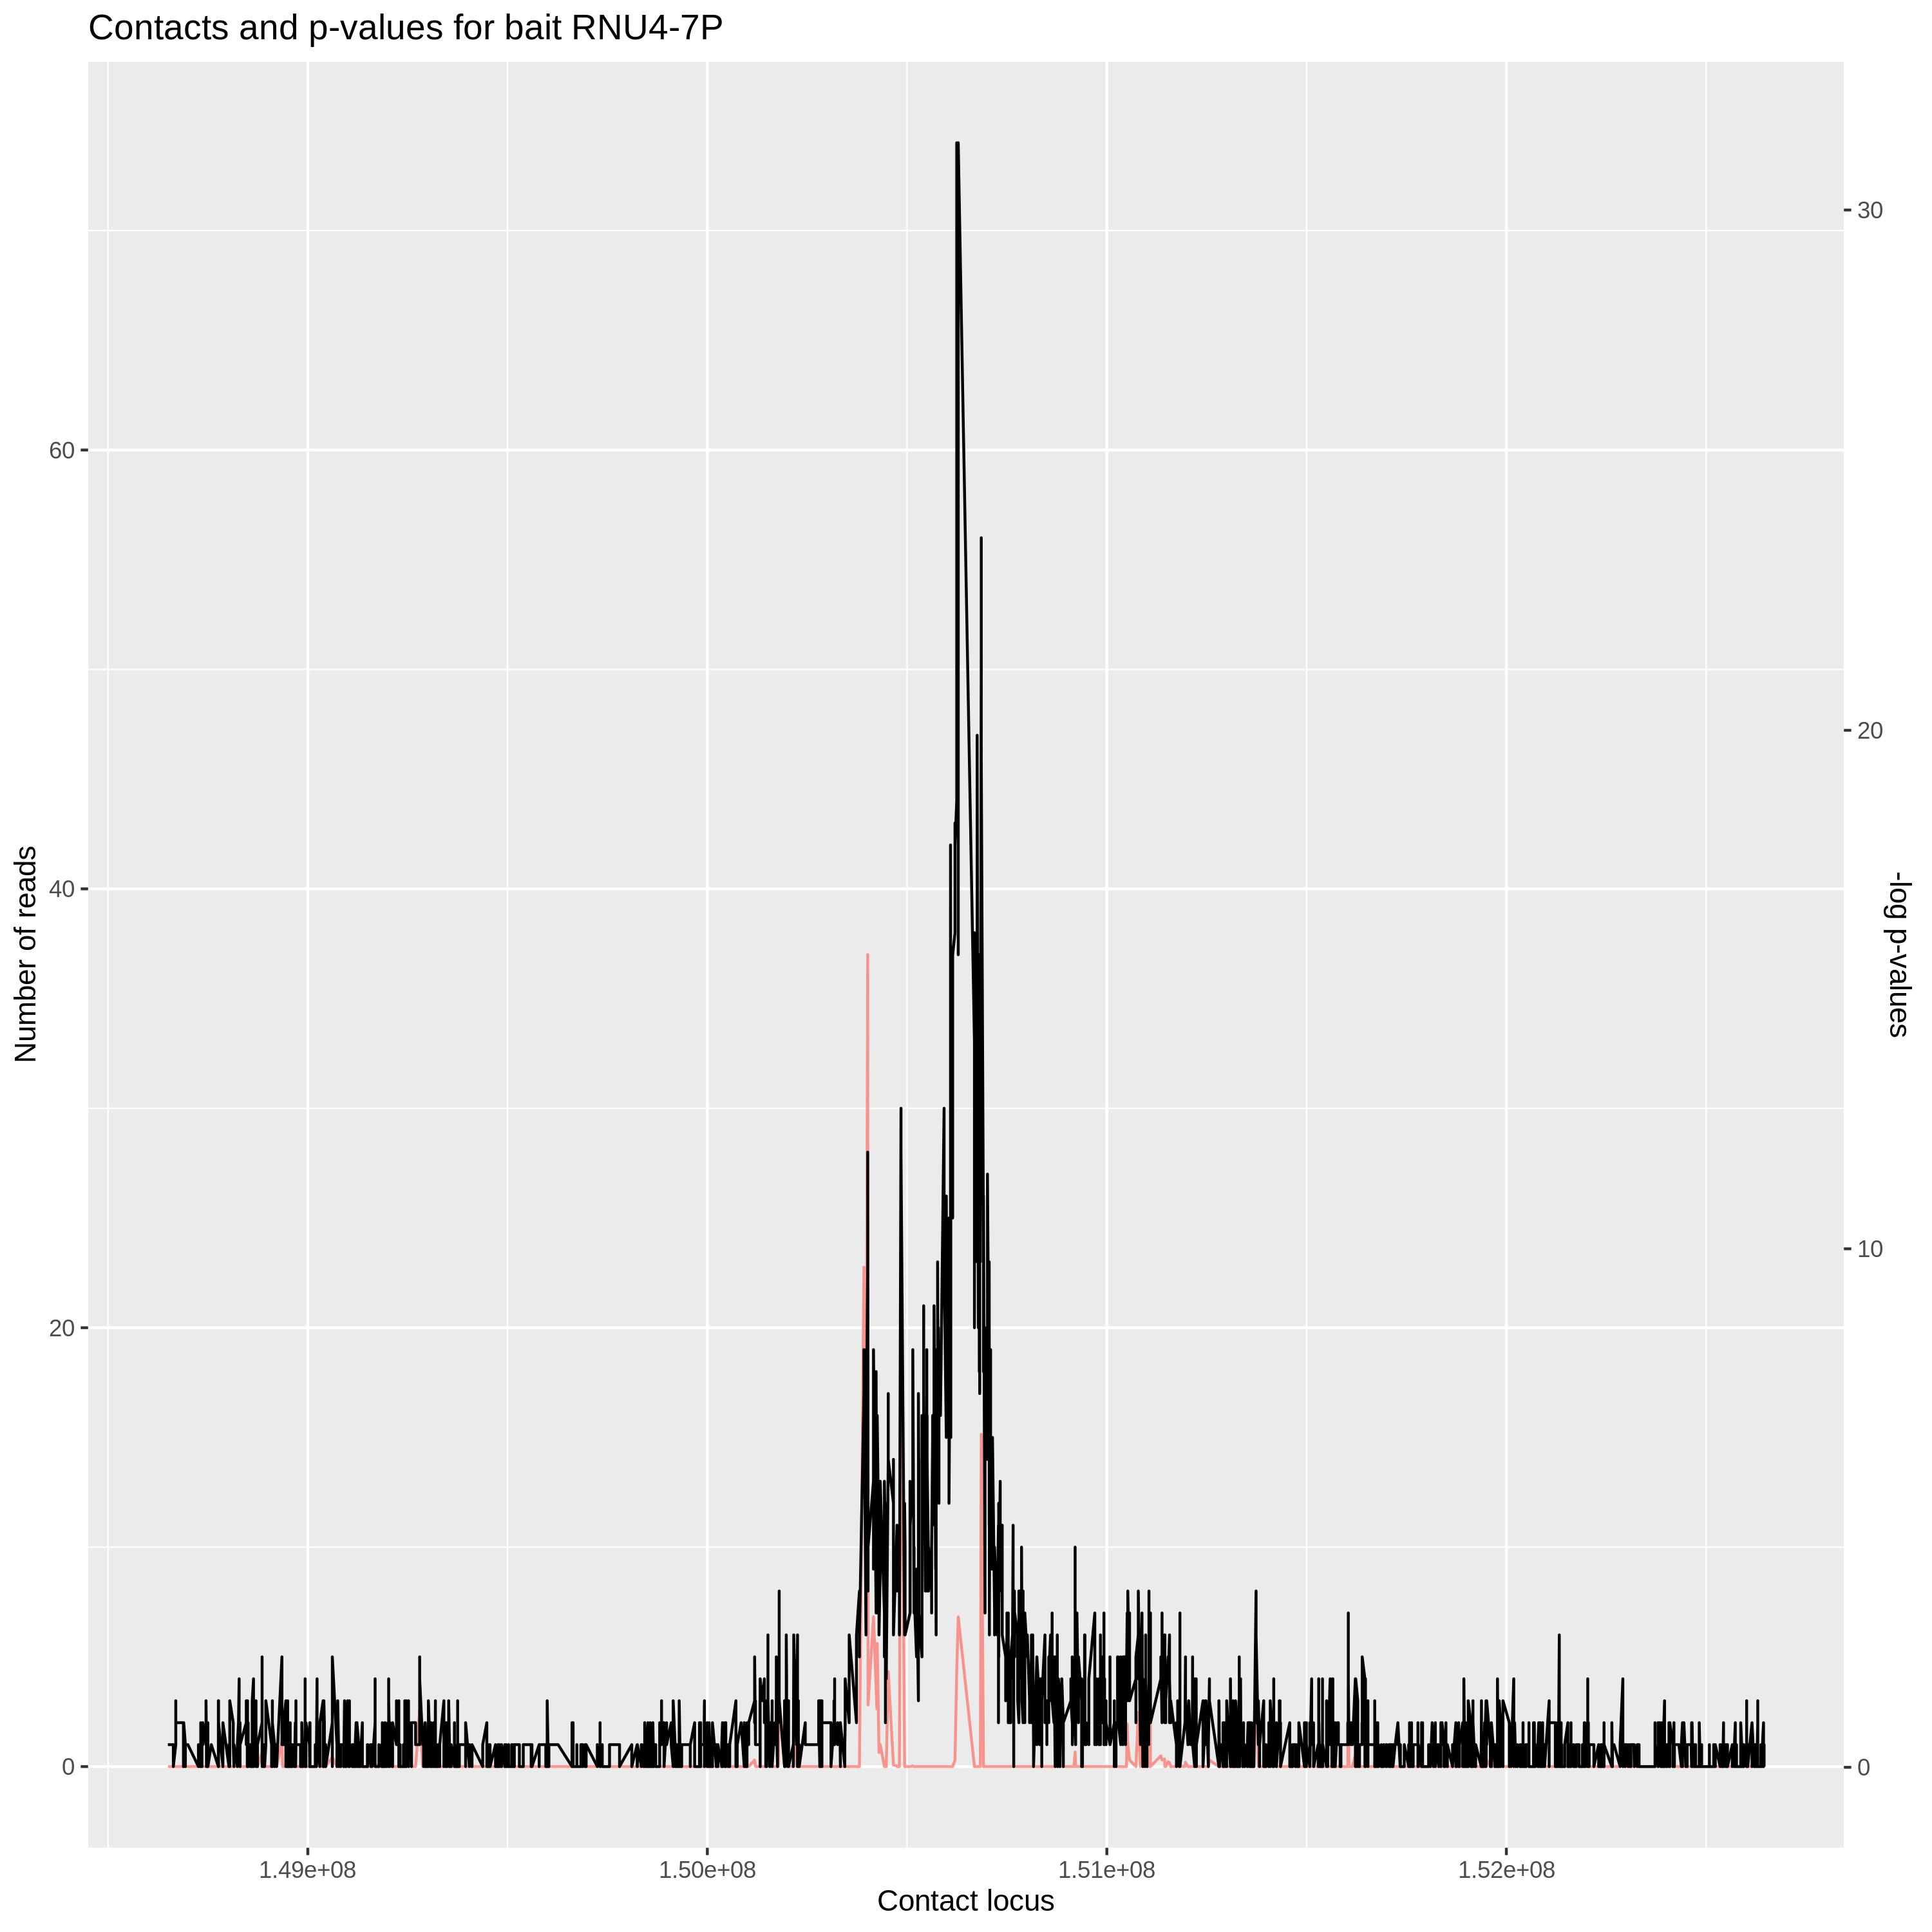 Contacts and p-values for bait RNU4-7P
Number of reads
60
40
20
0
30
20
10
0
-log p-values
1.49e+08 1.50e+08 1.51e+08 1.52e+08
Contact locus